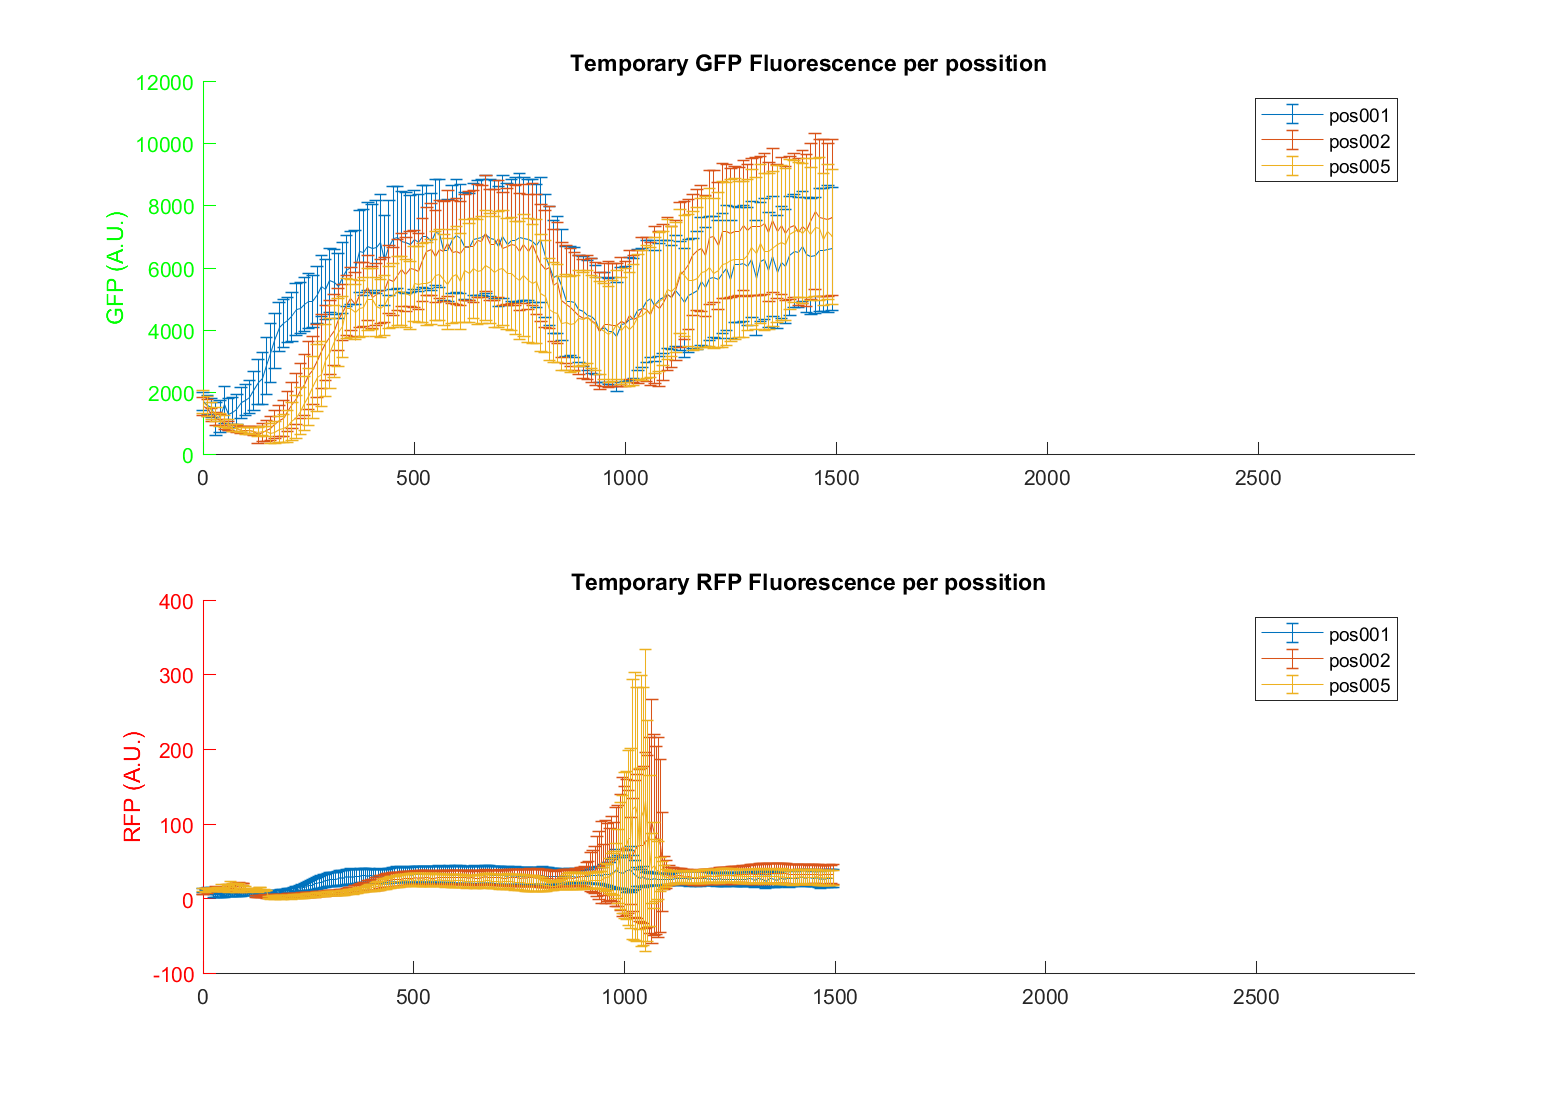 Temporary GFP Fluorescence per possition
12000
10000
8000
6000
4000
2000
0
GFP (A.U.)
pos001
pos002
pos005
0 500 1000 1500 2000 2500
Temporary RFP Fluorescence per possition
400
300
200
100
0
-100
RFP (A.U.)
pos001
pos002
pos005
0 500 1000 1500 2000 2500